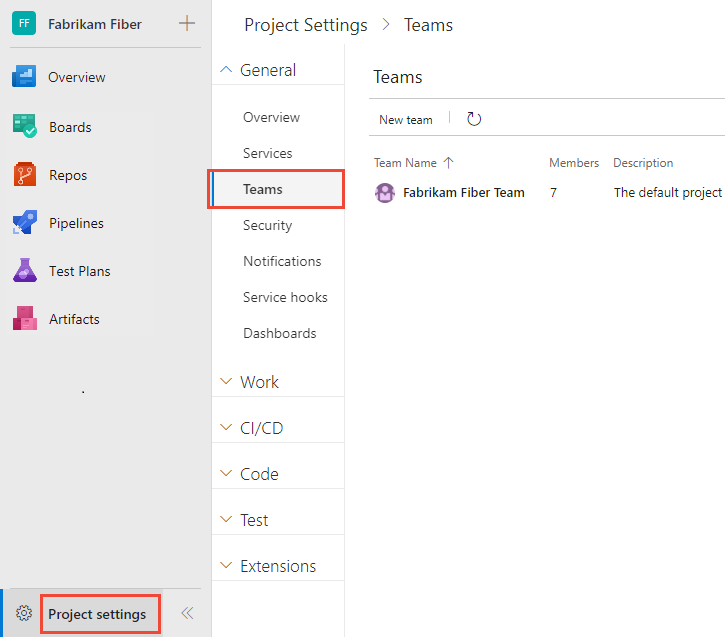 FF Fabrikam Fiber
Overview
Boards
Repos
Pipelines
Test Plans
Artifacts
.
Project settings
Project Settings > Teams
General
Overview
Services
Teams
Security
Notifications
Service hooks
Dashboards
Work
CI/CD
Code
Test
Extensions
Teams
New team
Team Name ↑ Members Description
Fabrikam Fiber Team 7 The default project